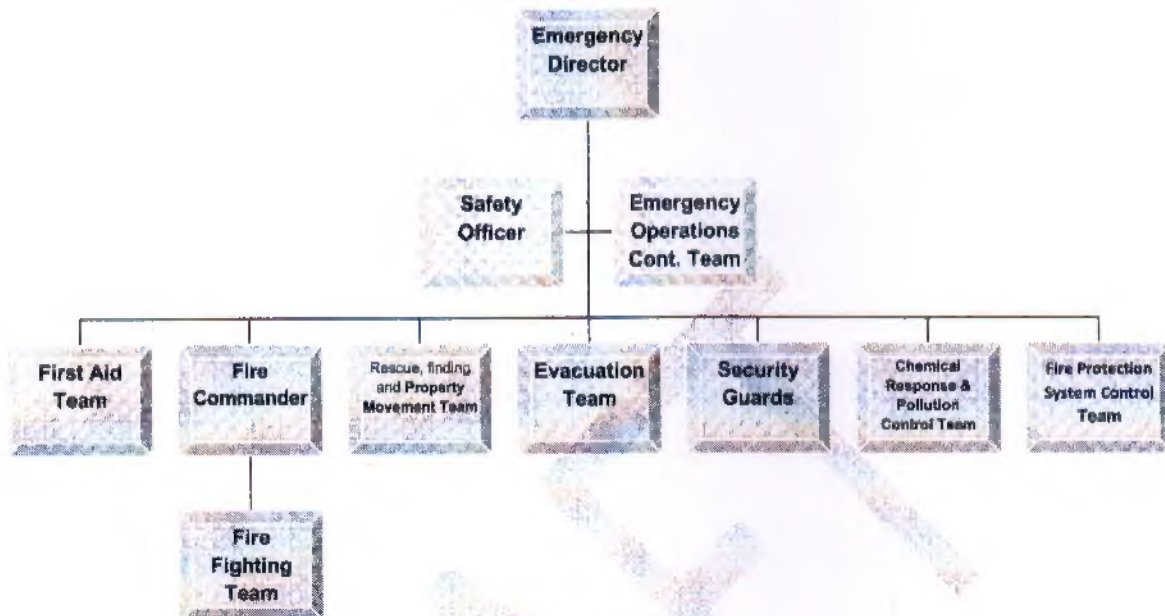 Emergency
Director
Safety
Officer
Emergency
Operations
Cont. Team
First Aid
Team
Fire
Commander
Rescue, finding
and Property
Movement Team
Evacuation
Team
Security
Guards
Chemical
Response &
Pollution
Control Team
Fire Protection
System Control
Team
Fire
Fighting
Team